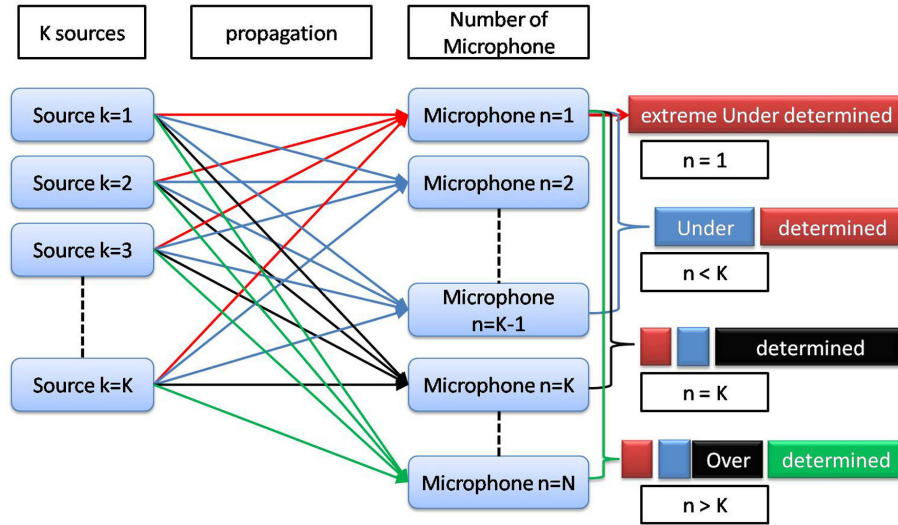 K sources
propagation
Number of
Microphone
Source k=1
Source k=2
Source k=3
Source k=K
Microphone n=1
Microphone n=2
Microphone
n=K-1
Microphone n=K
Microphone n=N
extreme Under determined
n = 1
Under determined
n < K
determined
n = K
Over determined
n > K